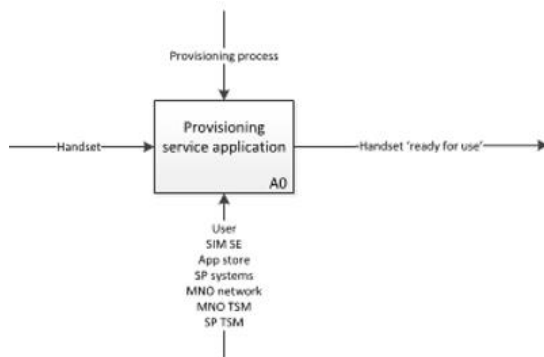 Provisioning process
Provisioning
service application
A0
Handset
Handset 'ready for use'
User
SIM SE
App store
SP systems
MNO network
MNO TSM
SP TSM